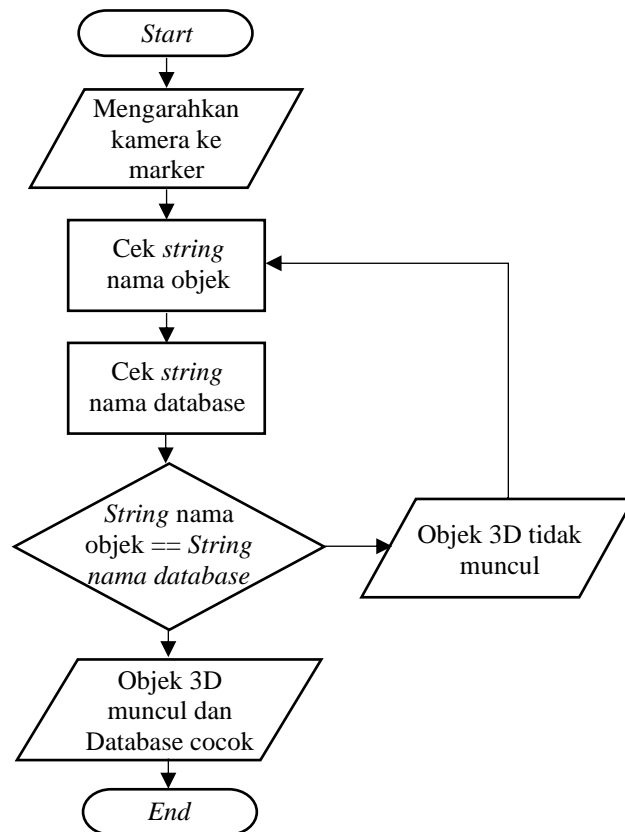 Start
Mengarahkan
kamera ke
marker
Cek string
nama objek
Cek string
nama database
String nama
objek == String
nama database
Objek 3D tidak
muncul
Objek 3D
muncul dan
Database cocok
End